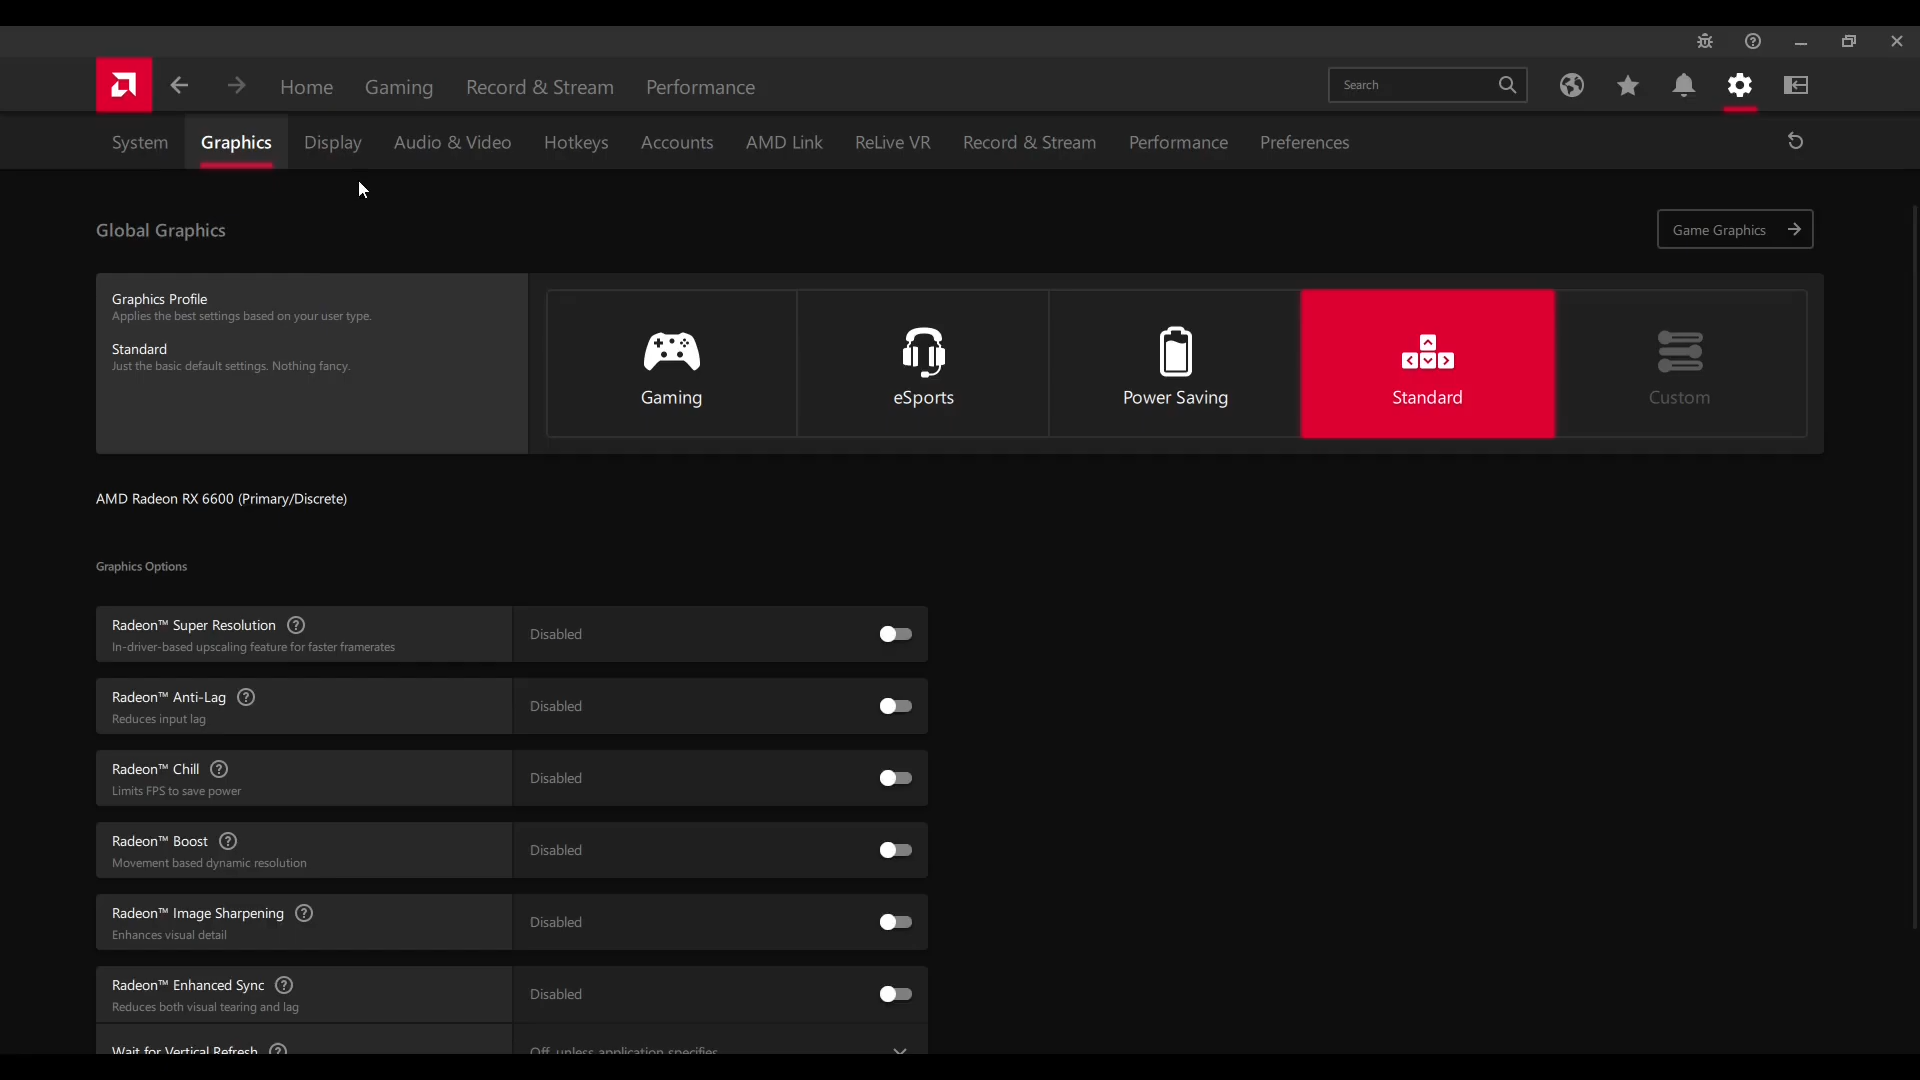 Home Gaming Record & Stream Performance Search
System Graphics Display Audio & Video Hotkeys Accounts AMD Link ReLive VR Record & Stream Performance Preferences
Global Graphics
Game Graphics
Graphics Profile
Applies the best settings based on your user type.
Standard
Just the basic default settings. Nothing fancy.
Gaming eSports Power Saving Standard Custom
AMD Radeon RX 6600 (Primary/Discrete)
Graphics Options
Radeon™ Super Resolution
In-driver-based upscaling feature for faster framerates
Disabled
Radeon™ Anti-Lag
Reduces input lag
Disabled
Radeon™ Chill
Limits FPS to save power
Disabled
Radeon™ Boost
Movement based dynamic resolution
Disabled
Radeon™ Image Sharpening
Enhances visual detail
Disabled
Radeon™ Enhanced Sync
Reduces both visual tearing and lag
Disabled
Wait for Vertical Refresh
Off, unless application specifies